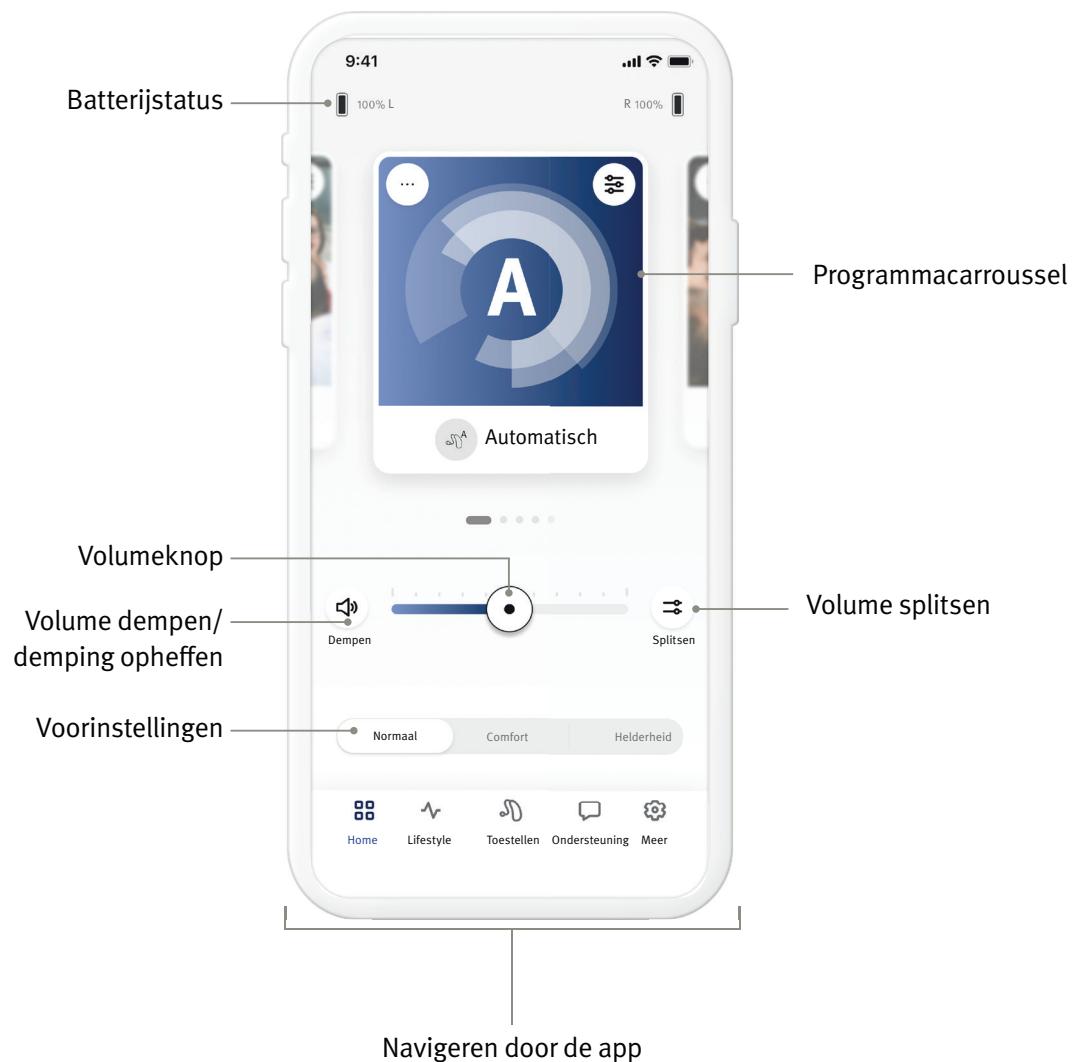 9:41
Batterijstatus
100% L
R 100%
A
Programmacarroussel
A
Automatisch
Volumeknop
Volume dempen/
demping opheffen
Dempen
Splitsen
Volume splitsen
Voorinstellingen
Normaal
Comfort
Helderheid
Home
Lifestyle
Toestellen
Ondersteuning
Meer
Navigeren door de app